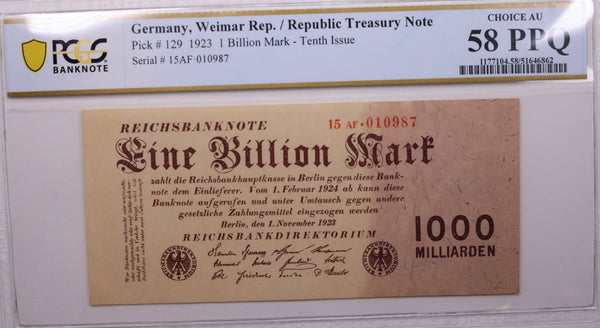 PCGS
BANKNOTE
Germany, Weimar Rep. / Republic Treasury Note
Pick # 129 1923 1 Billion Mark - Tenth Issue
Serial # 15AF·010987
CHOICE AU
58 PPQ
1177104.58/51646862
REICHSBANKNOTE
15 AF·010987
Eine Billion Mark
zahlt die Reichsbankhauptkasse in Berlin gegen diese Bank-
note dem Einlieferer. Vom 1. Februar 1924 ab kann diese
Banknote aufgerufen und unter Umtausch gegen andere
gesetzliche Zahlungsmittel eingezogen werden
Berlin, den 1. November 1923
REICHSBANKDIREKTORIUM
1000
MILLIARDEN